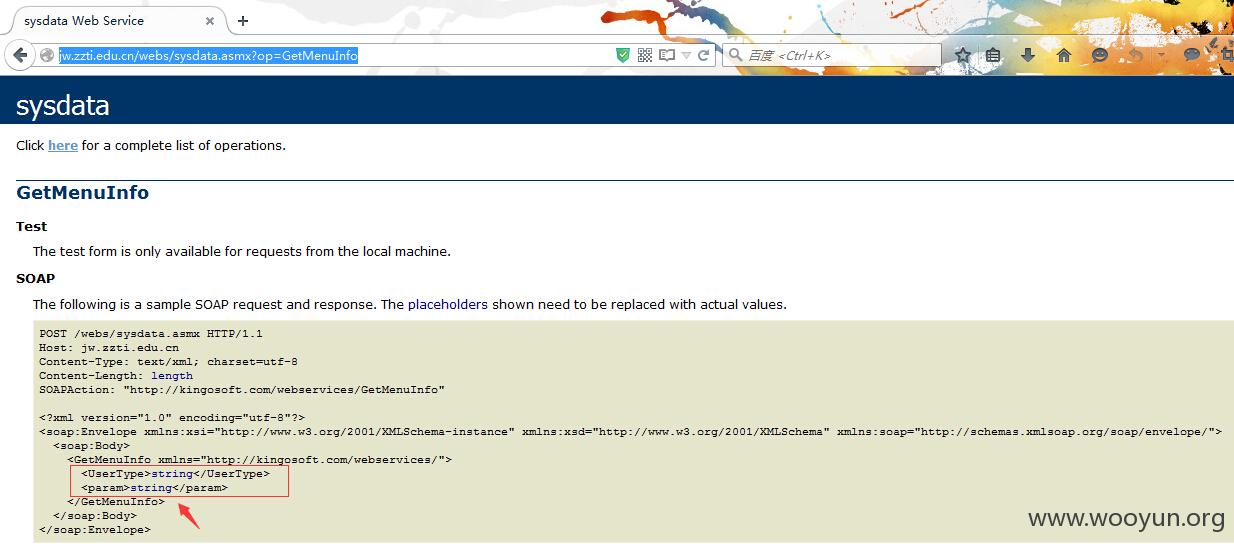 sysdata Web Service
jw.zzti.edu.cn/webs/sysdata.asmx?op=GetMenuInfo
百度 <Ctrl+K>
sysdata
Click here for a complete list of operations.
GetMenuInfo
Test
The test form is only available for requests from the local machine.
SOAP
The following is a sample SOAP request and response. The placeholders shown need to be replaced with actual values.
POST /webs/sysdata.asmx HTTP/1.1
Host: jw.zzti.edu.cn
Content-Type: text/xml; charset=utf-8
Content-Length: length
SOAPAction: "http://kingosoft.com/webservices/GetMenuInfo"
<?xml version="1.0" encoding="utf-8"?>
<soap:Envelope xmlns:xsi="http://www.w3.org/2001/XMLSchema-instance" xmlns:xsd="http://www.w3.org/2001/XMLSchema" xmlns:soap="http://schemas.xmlsoap.org/soap/envelope/">
<soap:Body>
<GetMenuInfo xmlns="http://kingosoft.com/webservices/">
<UserType>string</UserType>
<param>string</param>
</GetMenuInfo>
</soap:Body>
</soap:Envelope>
www.wooyun.org